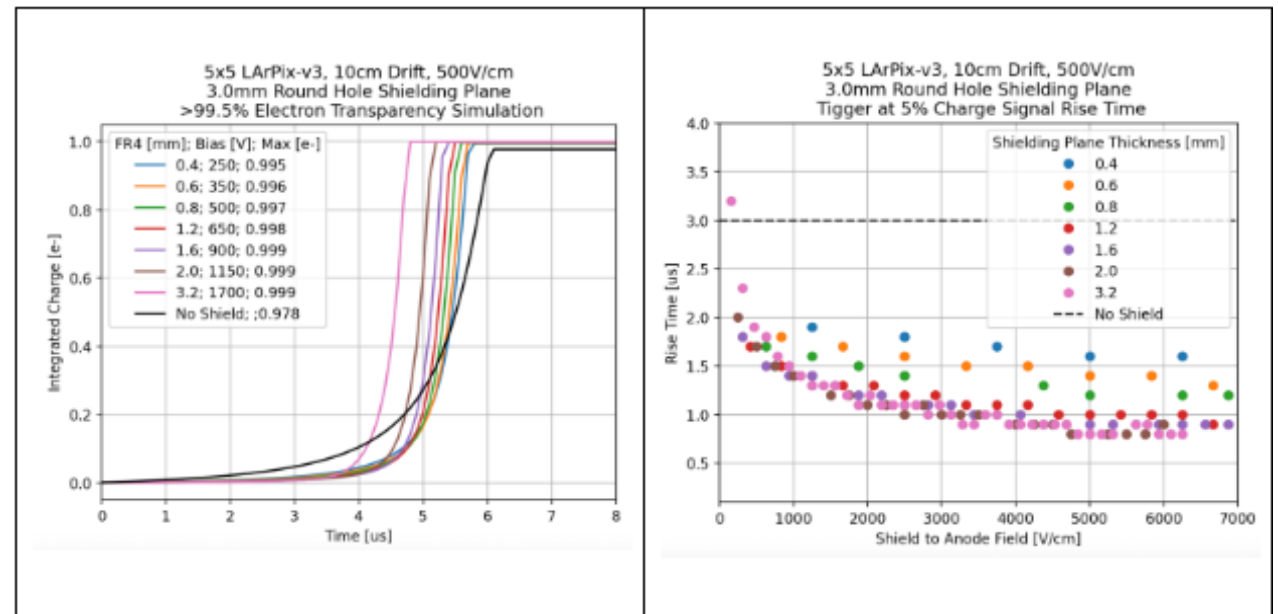 5x5 LArPix-v3, 10cm Drift, 500V/cm
3.0mm Round Hole Shielding Plane
>99.5% Electron Transparency Simulation
FR4 [mm]; Bias [V]; Max [e-]
0.4; 250; 0.995
0.6; 350; 0.996
0.8; 500; 0.997
1.2; 650; 0.998
1.6; 900; 0.999
2.0; 1150; 0.999
3.2; 1700; 0.999
No Shield; ;0.978
Integrated Charge [e-]
1.0
0.8
0.6
0.4
0.2
0.0
0 1 2 3 4 5 6 7 8
Time [us]
5x5 LArPix-v3, 10cm Drift, 500V/cm
3.0mm Round Hole Shielding Plane
Tigger at 5% Charge Signal Rise Time
Shielding Plane Thickness [mm]
0.4
0.6
0.8
1.2
1.6
2.0
3.2
No Shield
Rise Time [us]
4.0
3.5
3.0
2.5
2.0
1.5
1.0
0.5
0 1000 2000 3000 4000 5000 6000 7000
Shield to Anode Field [V/cm]